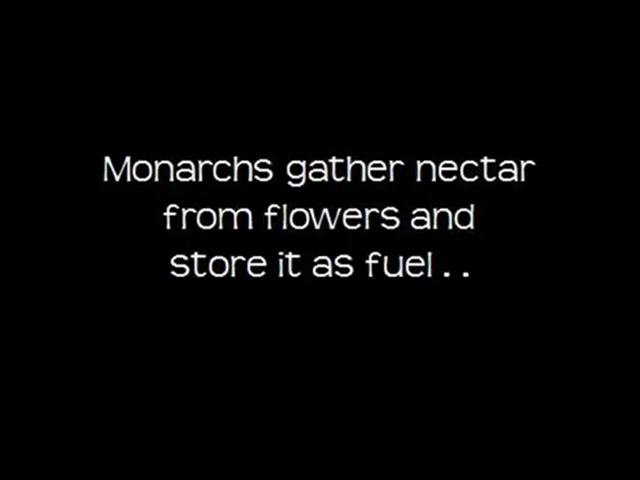 Monarchs gather nectar
from flowers and
store it as fuel . .